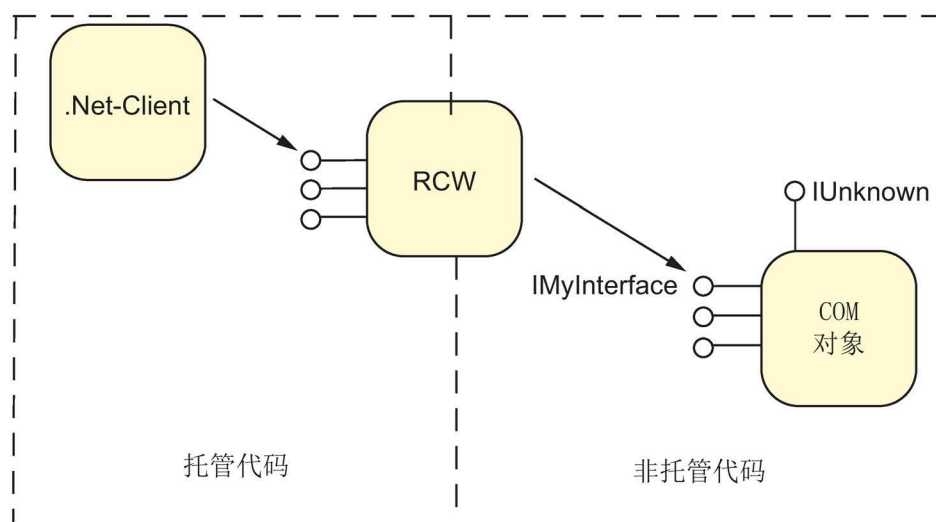 .Net-Client
RCW
IUnknown
IMyInterface
COM
对象
托管代码
非托管代码